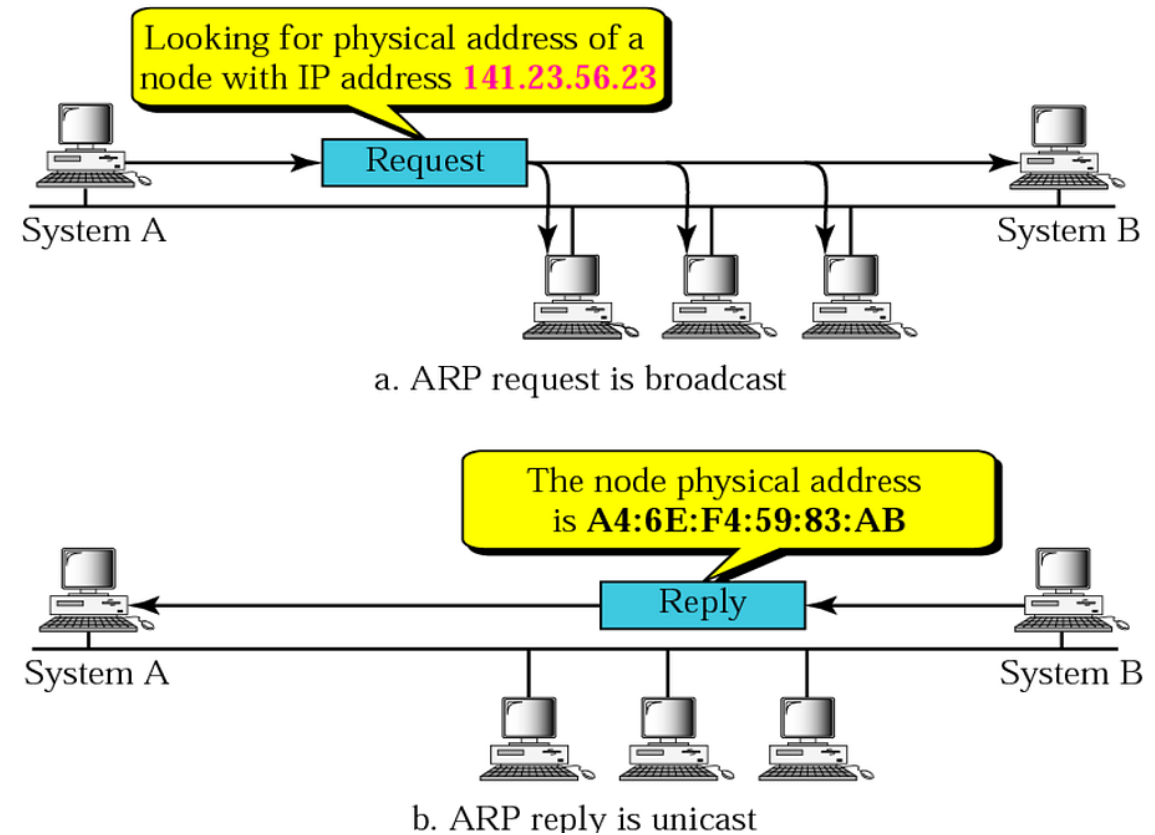 Looking for physical address of a
node with IP address 141.23.56.23
Request
System A
System B
a. ARP request is broadcast
The node physical address
is A4:6E:F4:59:83:AB
Reply
System A
System B
b. ARP reply is unicast